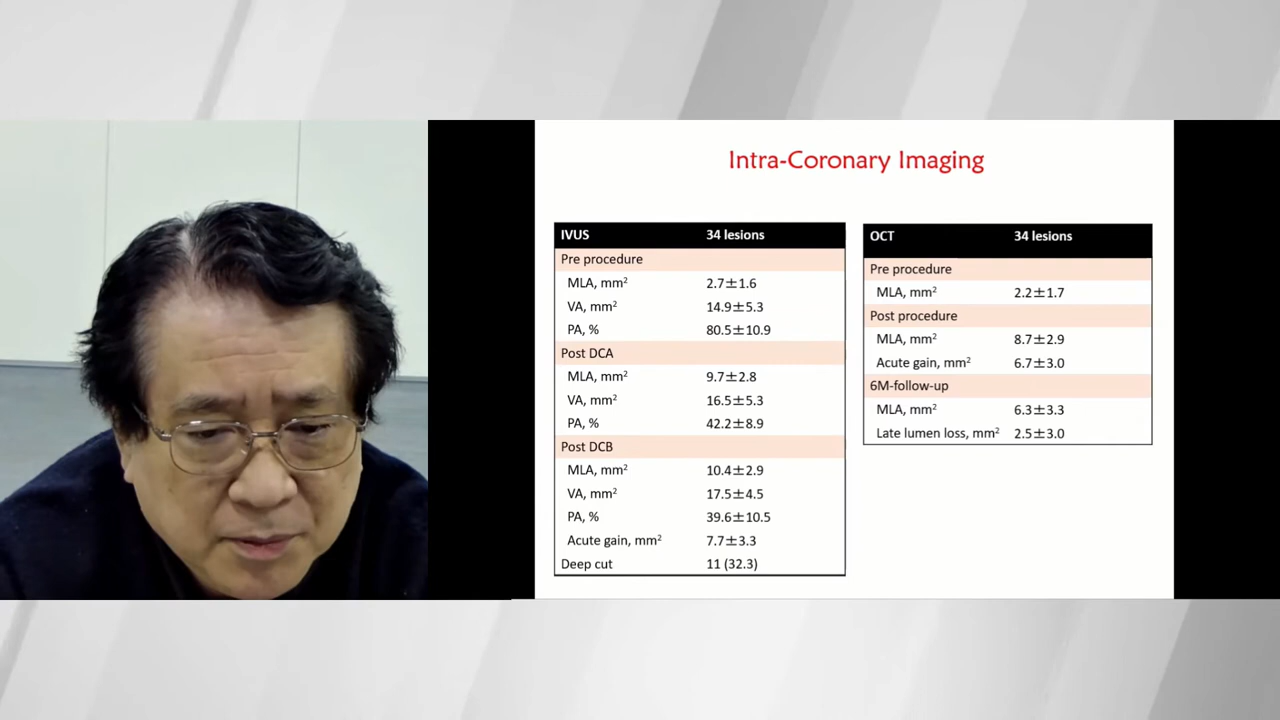 Intra-Coronary Imaging
IVUS 34 lesions
Pre procedure
MLA, mm² 2.7±1.6
VA, mm² 14.9±5.3
PA, % 80.5±10.9
Post DCA
MLA, mm² 9.7±2.8
VA, mm² 16.5±5.3
PA, % 42.2±8.9
Post DCB
MLA, mm² 10.4±2.9
VA, mm² 17.5±4.5
PA, % 39.6±10.5
Acute gain, mm² 7.7±3.3
Deep cut 11 (32.3)
OCT 34 lesions
Pre procedure
MLA, mm² 2.2±1.7
Post procedure
MLA, mm² 8.7±2.9
Acute gain, mm² 6.7±3.0
6M-follow-up
MLA, mm² 6.3±3.3
Late lumen loss, mm² 2.5±3.0